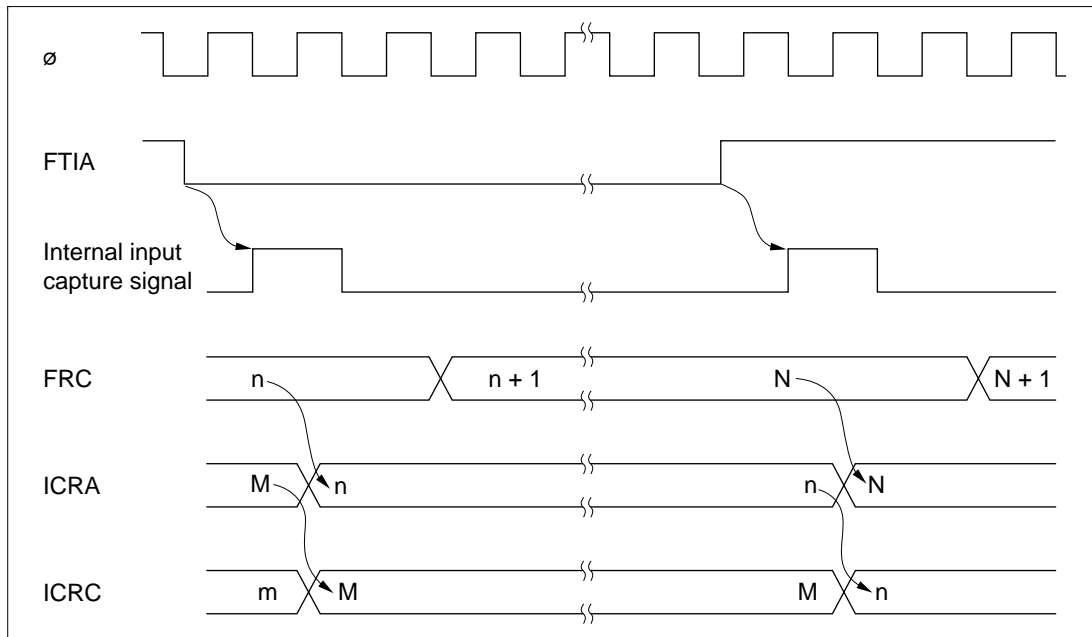 ø
FTIA
Internal input
capture signal
FRC
n
n + 1
N
N + 1
ICRA
M
n
n
N
ICRC
m
M
M
n